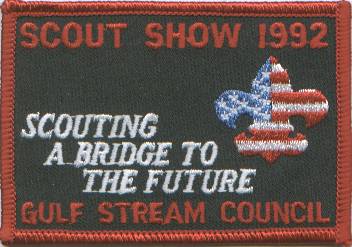 SCOUT SHOW 1992
SCOUTING
A BRIDGE TO
THE FUTURE
GULF STREAM COUNCIL